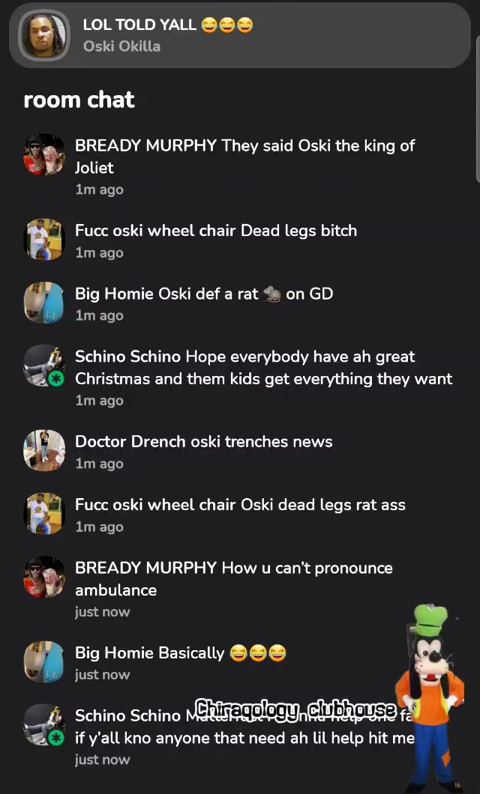 LOL TOLD YALL 😂😂😂
Oski Okilla
room chat
BREADY MURPHY They said Oski the king of
Joliet
1m ago
Fucc oski wheel chair Dead legs bitch
1m ago
Big Homie Oski def a rat 🐀 on GD
1m ago
Schino Schino Hope everybody have ah great
Christmas and them kids get everything they want
1m ago
Doctor Drench oski trenches news
1m ago
Fucc oski wheel chair Oski dead legs rat ass
1m ago
BREADY MURPHY How u can't pronounce
ambulance
just now
Big Homie Basically 😂😂😂
just now
Chiragology clubhouse
Schino Schino
if y'all kno anyone that need ah lil help hit me
just now